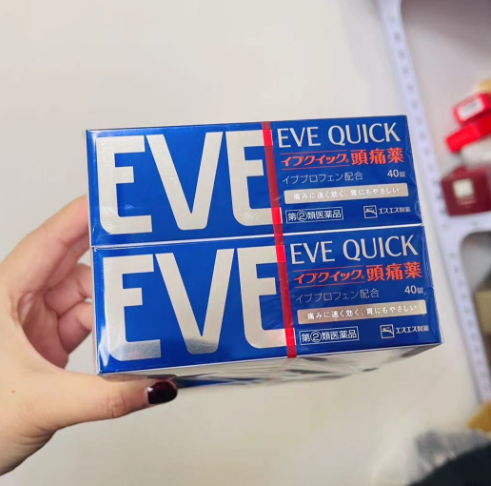 EVE
EVE QUICK
イブクイック頭痛薬
イブプロフェン配合
40錠
痛みに速く効く、胃にもやさしい
指定②類医薬品
エスエス製薬
EVE
EVE QUICK
イブクイック頭痛薬
イブプロフェン配合
40錠
痛みに速く効く、胃にもやさしい
指定②類医薬品
エスエス製薬